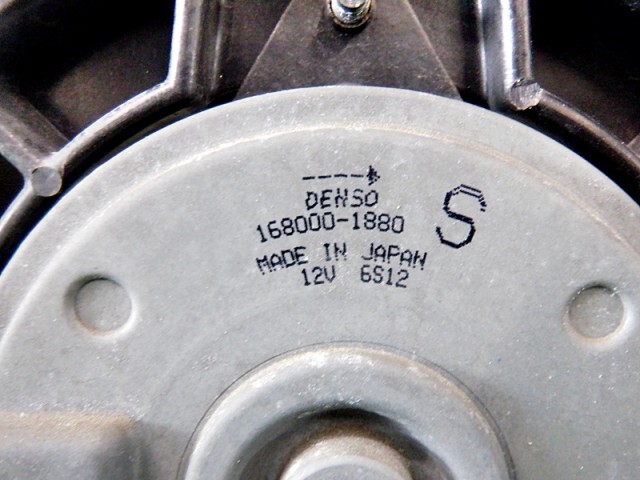 DENSO
168000-1880
S
MADE IN JAPAN
12V 6S12